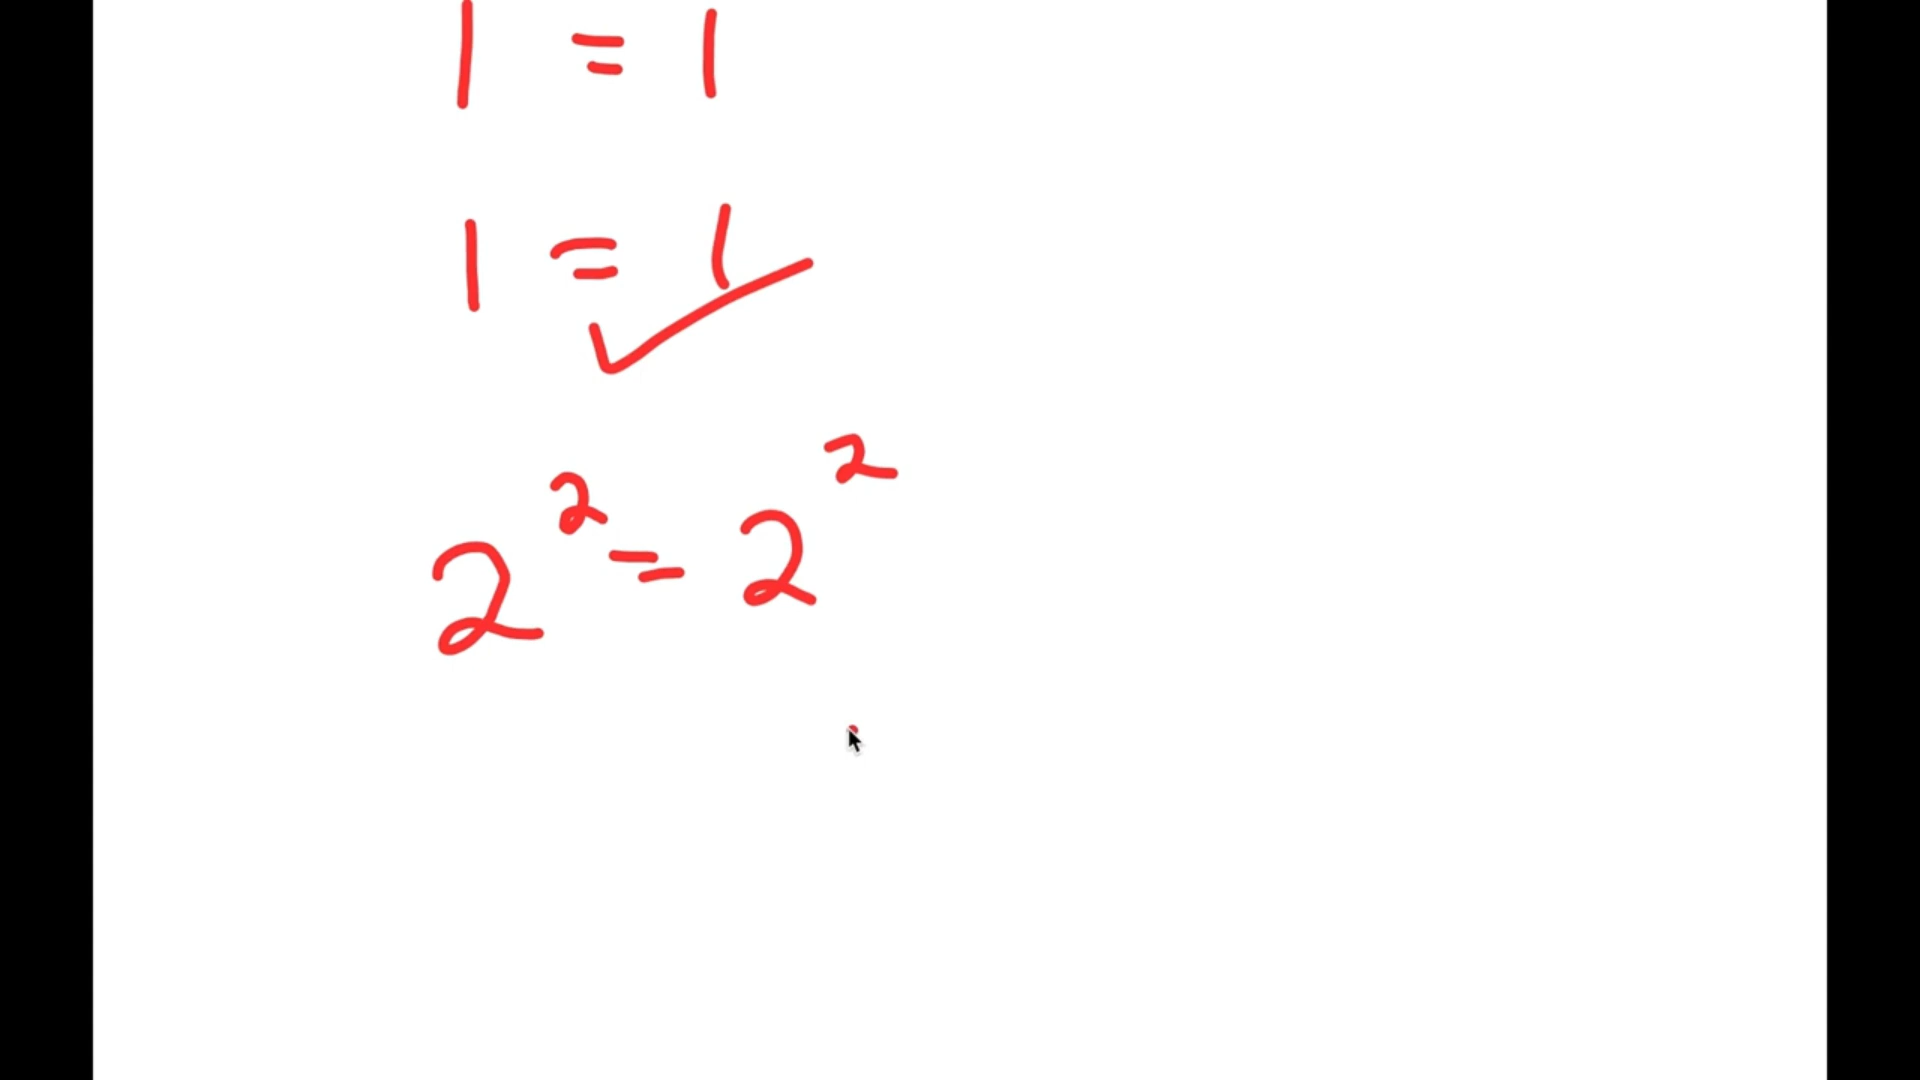 1 = 1
1 = 1 ✓
2² = 2²